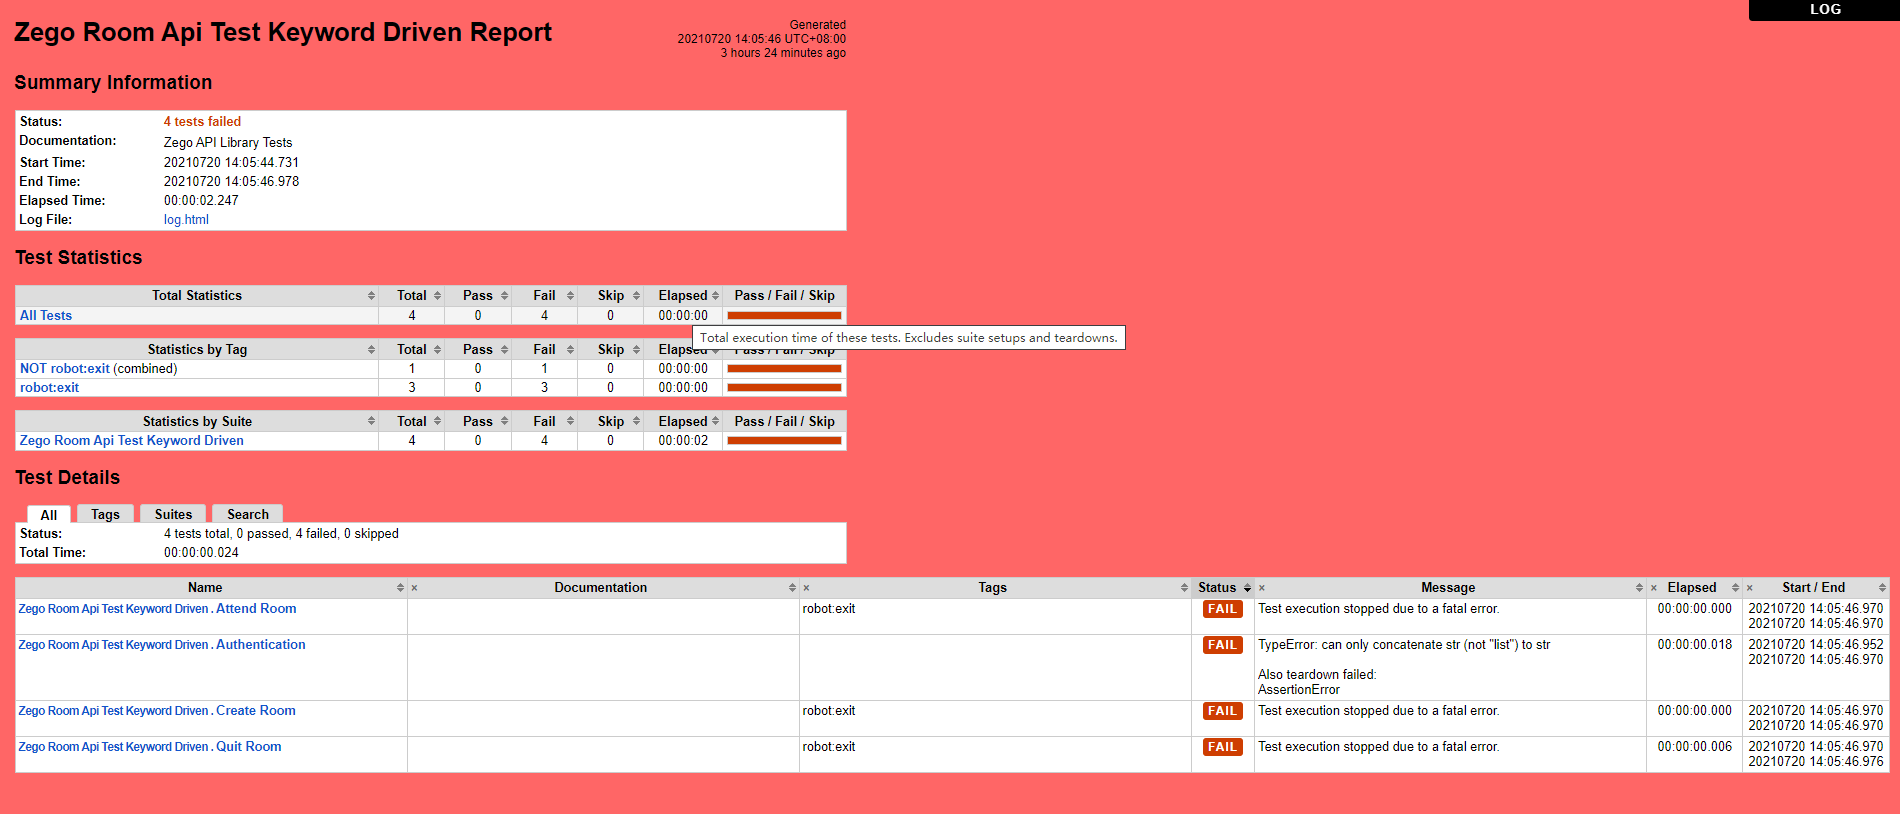 LOG
Zego Room Api Test Keyword Driven Report
Generated
20210720 14:05:46 UTC+08:00
3 hours 24 minutes ago
Summary Information
Status: 4 tests failed
Documentation: Zego API Library Tests
Start Time: 20210720 14:05:44.731
End Time: 20210720 14:05:46.978
Elapsed Time: 00:00:02.247
Log File: log.html
Test Statistics
Total Statistics Total Pass Fail Skip Elapsed Pass / Fail / Skip
All Tests 4 0 4 0 00:00:00
Total execution time of these tests. Excludes suite setups and teardowns.
Statistics by Tag Total Pass Fail Skip Elapsed Pass / Fail / Skip
NOT robot:exit (combined) 1 0 1 0 00:00:00
robot:exit 3 0 3 0 00:00:00
Statistics by Suite Total Pass Fail Skip Elapsed Pass / Fail / Skip
Zego Room Api Test Keyword Driven 4 0 4 0 00:00:02
Test Details
All Tags Suites Search
Status: 4 tests total, 0 passed, 4 failed, 0 skipped
Total Time: 00:00:00.024
Name × Documentation × Tags Status × Message × Elapsed × Start / End
Zego Room Api Test Keyword Driven . Attend Room robot:exit FAIL Test execution stopped due to a fatal error. 00:00:00.000 20210720 14:05:46.970
20210720 14:05:46.970
Zego Room Api Test Keyword Driven . Authentication FAIL TypeError: can only concatenate str (not "list") to str 00:00:00.018 20210720 14:05:46.952
20210720 14:05:46.970
Also teardown failed:
AssertionError
Zego Room Api Test Keyword Driven . Create Room robot:exit FAIL Test execution stopped due to a fatal error. 00:00:00.000 20210720 14:05:46.970
20210720 14:05:46.970
Zego Room Api Test Keyword Driven . Quit Room robot:exit FAIL Test execution stopped due to a fatal error. 00:00:00.006 20210720 14:05:46.970
20210720 14:05:46.976